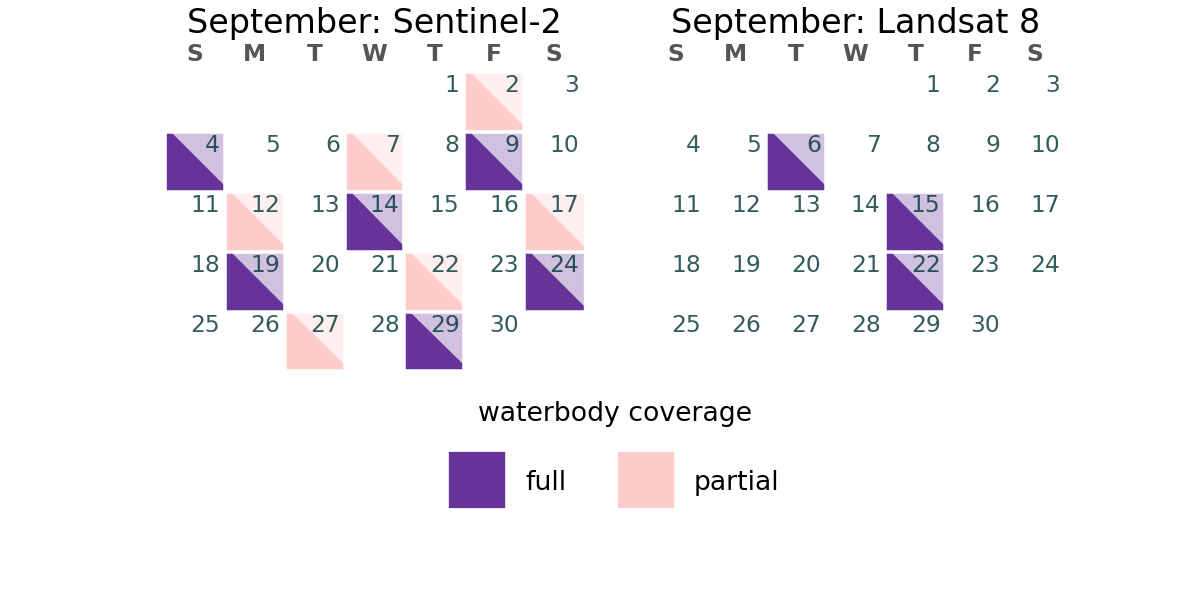 September: Sentinel-2
S M T W T F S
1 2 3
4 5 6 7 8 9 10
11 12 13 14 15 16 17
18 19 20 21 22 23 24
25 26 27 28 29 30
September: Landsat 8
S M T W T F S
1 2 3
4 5 6 7 8 9 10
11 12 13 14 15 16 17
18 19 20 21 22 23 24
25 26 27 28 29 30
waterbody coverage
full partial